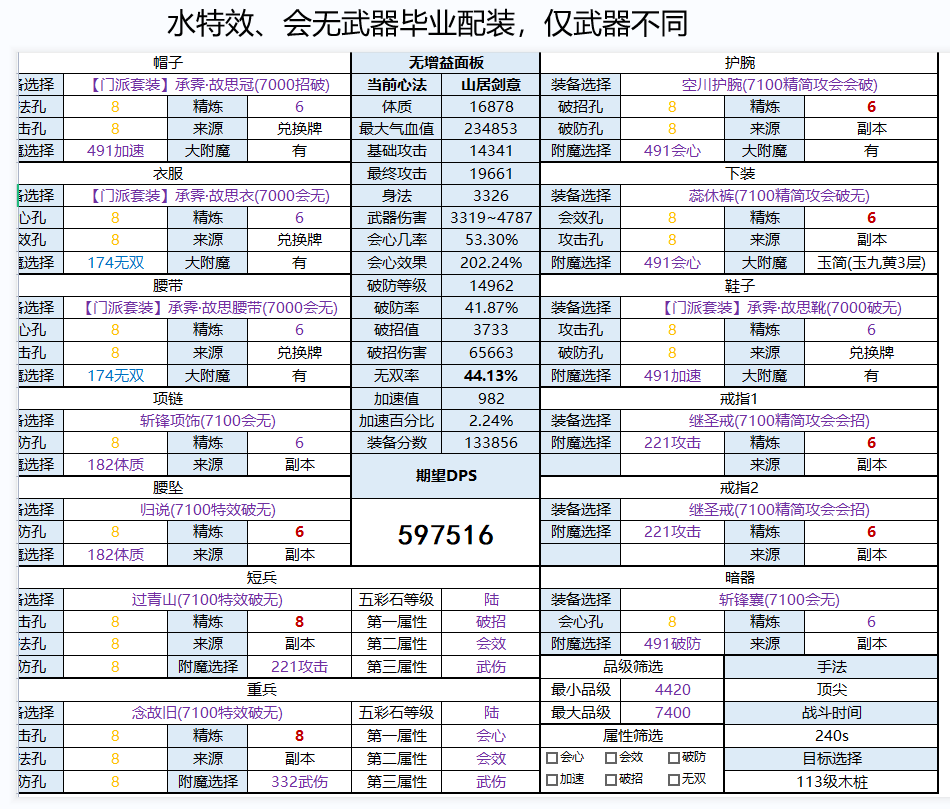 水特效、会无武器毕业配装，仅武器不同
帽子 无增益面板 护腕
备选择 【门派套装】承霁·故思冠(7000招破) 当前心法 山居剑意 装备选择 空川护腕(7100精简攻会会破)
法孔 8 精炼 6 体质 16878 破招孔 8 精炼 6
击孔 8 来源 兑换牌 最大气血值 234853 破防孔 8 来源 副本
魔选择 491加速 大附魔 有 基础攻击 14341 附魔选择 491会心 大附魔 有
衣服 最终攻击 19661 下装
备选择 【门派套装】承霁·故思衣(7000会无) 身法 3326 装备选择 蕊休裤(7100精简攻会破无)
心孔 8 精炼 6 武器伤害 3319~4787 会效孔 8 精炼 6
效孔 8 来源 兑换牌 会心几率 53.30% 攻击孔 8 来源 副本
魔选择 174无双 大附魔 有 会心效果 202.24% 附魔选择 491会心 大附魔 玉简(玉九黄3层)
腰带 破防等级 14962 鞋子
备选择 【门派套装】承霁·故思腰带(7000会无) 破防率 41.87% 装备选择 【门派套装】承霁·故思靴(7000破无)
心孔 8 精炼 6 破招值 3733 攻击孔 8 精炼 6
击孔 8 来源 兑换牌 破招伤害 65663 破防孔 8 来源 兑换牌
魔选择 174无双 大附魔 有 无双率 44.13% 附魔选择 491加速 大附魔 有
项链 加速值 982 戒指1
备选择 斩锋项饰(7100会无) 加速百分比 2.24% 装备选择 继圣戒(7100精简会会招)
防孔 8 精炼 6 装备分数 133856 附魔选择 221攻击 精炼 6
魔选择 182体质 来源 副本 期望DPS 来源 副本
腰坠 戒指2
备选择 归说(7100特效破无) 597516 装备选择 继圣戒(7100精简会会招)
防孔 8 精炼 6 附魔选择 221攻击 精炼 6
魔选择 182体质 来源 副本 来源 副本
短兵 暗器
备选择 过青山(7100特效破无) 五彩石等级 陆 装备选择 斩锋囊(7100会无)
击孔 8 精炼 8 第一属性 破招 会心孔 8 精炼 6
法孔 8 来源 副本 第二属性 会效 附魔选择 491破防 来源 副本
防孔 8 附魔选择 221攻击 第三属性 武伤 品级筛选 手法
重兵 最小品级 4420 顶尖
备选择 念故旧(7100特效破无) 五彩石等级 陆 最大品级 7400 战斗时间
击孔 8 精炼 8 第一属性 会心 属性筛选 240s
法孔 8 来源 副本 第二属性 会效 会心 会效 破防 目标选择
防孔 8 附魔选择 332武伤 第三属性 武伤 加速 破招 无双 113级木桩